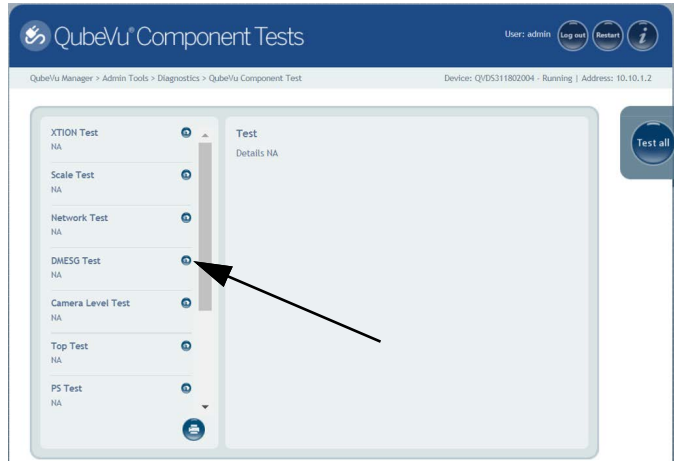 QubeVu® Component Tests
User: admin
Log out
Restart
i
QubeVu Manager > Admin Tools > Diagnostics > QubeVu Component Test
Device: QVDS311802004 - Running | Address: 10.10.1.2
XTION Test
NA
Scale Test
NA
Network Test
NA
DMESG Test
NA
Camera Level Test
NA
Top Test
NA
PS Test
NA
Test
Details NA
Test all